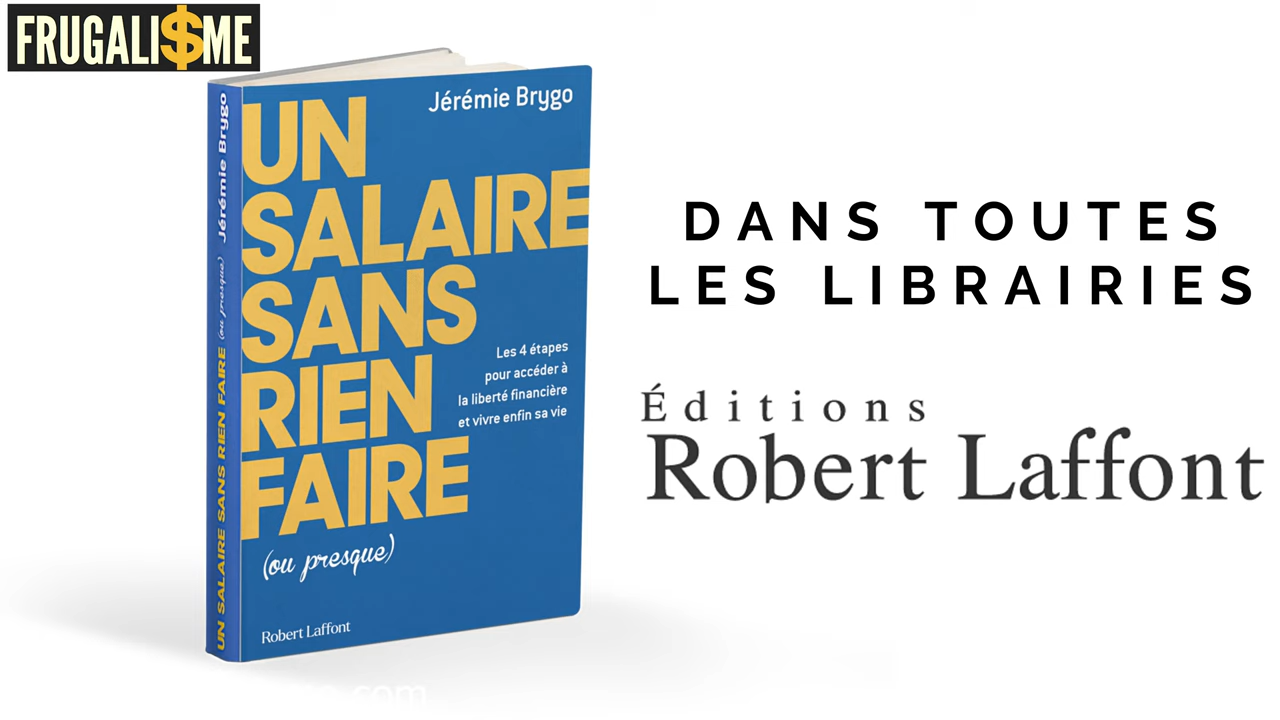 FRUGALI$ME
Jérémie Brygo
UN
SALAIRE
SANS
RIEN
FAIRE
(ou presque)
Les 4 étapes
pour accéder à
la liberté financière
et vivre enfin sa vie
Robert Laffont
UN SALAIRE SANS RIEN FAIRE (ou presque) Jérémie Brygo
DANS TOUTES
LES LIBRAIRIES
Éditions
Robert Laffont
.com